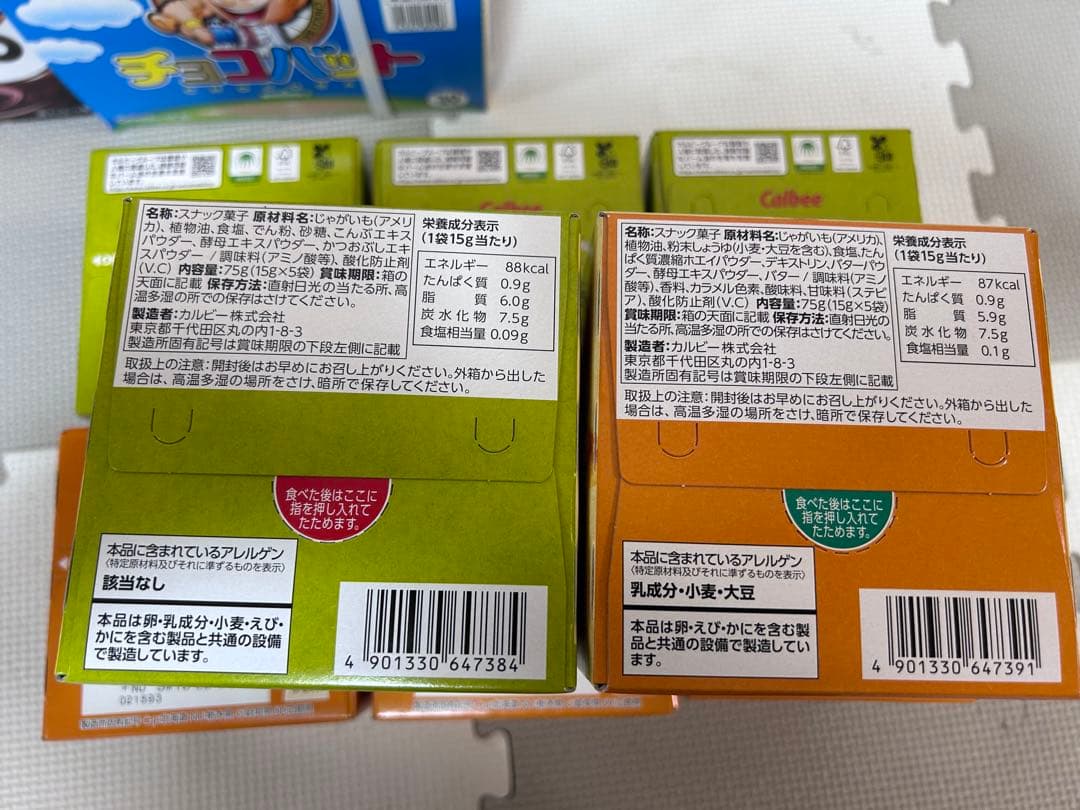 チョコバット
Calbee
名称:スナック菓子 原材料名:じゃがいも(アメリ
カ)、植物油、食塩、でん粉、砂糖、こんぶエキス
パウダー、酵母エキスパウダー、かつおぶしエキ
スパウダー / 調味料(アミノ酸等)、酸化防止剤
(V.C) 内容量:75g(15g×5袋) 賞味期限:箱の
天面に記載 保存方法:直射日光の当たる所、高
温多湿の所での保存はさけてください。
製造者:カルビー株式会社
東京都千代田区丸の内1-8-3
製造所固有記号は賞味期限の下段左側に記載
栄養成分表示
(1袋15g当たり)
エネルギー 88kcal
たんぱく質 0.9g
脂質 6.0g
炭水化物 7.5g
食塩相当量 0.09g
取扱上の注意:開封後はお早めにお召し上がりください。外箱から出した
場合は、高温多湿の場所をさけ、暗所で保存してください。
食べた後はここに
指を押し入れて
たためます。
本品に含まれているアレルゲン
〈特定原材料及びそれに準ずるものを表示〉
該当なし
本品は卵・乳成分・小麦・えび・
かにを含む製品と共通の設備
で製造しています。
4 901330 647384
名称:スナック菓子 原材料名:じゃがいも(アメリカ)、
植物油、粉末しょうゆ(小麦・大豆を含む)、食塩、たん
ぱく質濃縮ホエイパウダー、デキストリン、バターパウ
ダー、酵母エキスパウダー、バター / 調味料(アミノ
酸等)、香料、カラメル色素、酸味料、甘味料(ステビ
ア)、酸化防止剤(V.C) 内容量:75g(15g×5袋)
賞味期限:箱の天面に記載 保存方法:直射日光の
当たる所、高温多湿の所での保存はさけてください。
製造者:カルビー株式会社
東京都千代田区丸の内1-8-3
製造所固有記号は賞味期限の下段左側に記載
栄養成分表示
(1袋15g当たり)
エネルギー 87kcal
たんぱく質 0.9g
脂質 5.9g
炭水化物 7.5g
食塩相当量 0.1g
取扱上の注意:開封後はお早めにお召し上がりください。外箱から出した
場合は、高温多湿の場所をさけ、暗所で保存してください。
食べた後はここに
指を押し入れて
たためます。
本品に含まれているアレルゲン
〈特定原材料及びそれに準ずるものを表示〉
乳成分・小麦・大豆
本品は卵・えび・かにを含む製
品と共通の設備で製造してい
ます。
4 901330 647391